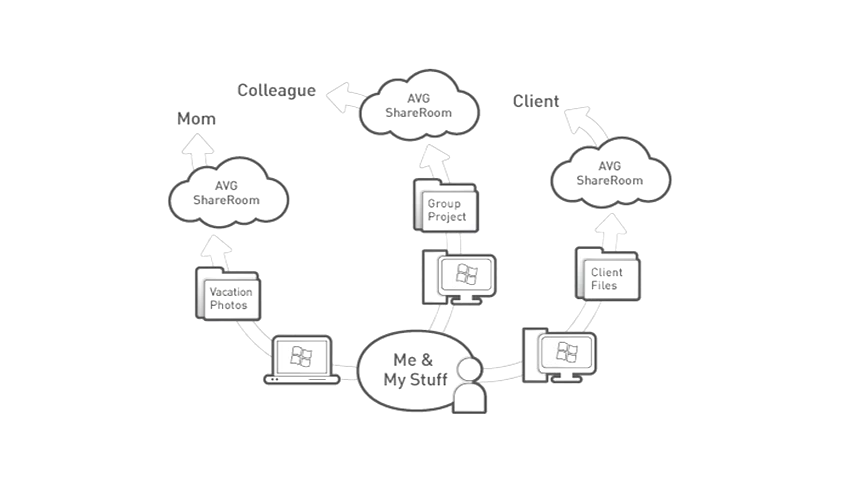 Colleague
AVG
ShareRoom
Client
Mom
AVG
ShareRoom
AVG
ShareRoom
Group
Project
Vacation
Photos
Client
Files
Me &
My Stuff